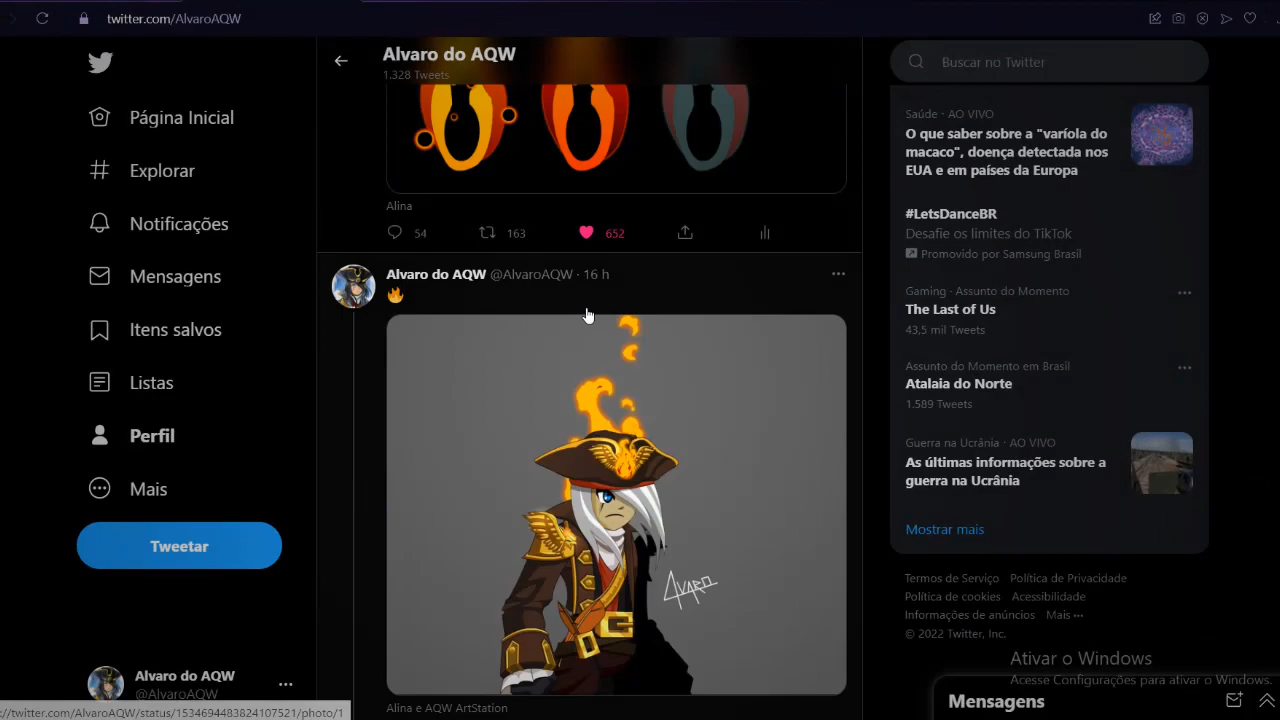 twitter.com/AlvaroAQW
Página Inicial
Explorar
Notificações
Mensagens
Itens salvos
Listas
Perfil
Mais
Tweetar
Alvaro do AQW
@AlvaroAQW
://twitter.com/AlvaroAQW/status/1534694483824107521/photo/1
Alvaro do AQW
1.328 Tweets
Alina
54 163 652
Alvaro do AQW @AlvaroAQW · 16 h
ALVARO
Alina e AQW ArtStation
Buscar no Twitter
Saúde · AO VIVO
O que saber sobre a "varíola do
macaco", doença detectada nos
EUA e em países da Europa
#LetsDanceBR
Desafie os limites do TikTok
Promovido por Samsung Brasil
Gaming · Assunto do Momento
The Last of Us
43,5 mil Tweets
Assunto do Momento em Brasil
Atalaia do Norte
1.589 Tweets
Guerra na Ucrânia · AO VIVO
As últimas informações sobre a
guerra na Ucrânia
Mostrar mais
Termos de Serviço Política de Privacidade
Política de cookies Acessibilidade
Informações de anúncios Mais ···
© 2022 Twitter, Inc.
Ativar o Windows
Acesse Configurações para ativar o Windows.
Mensagens